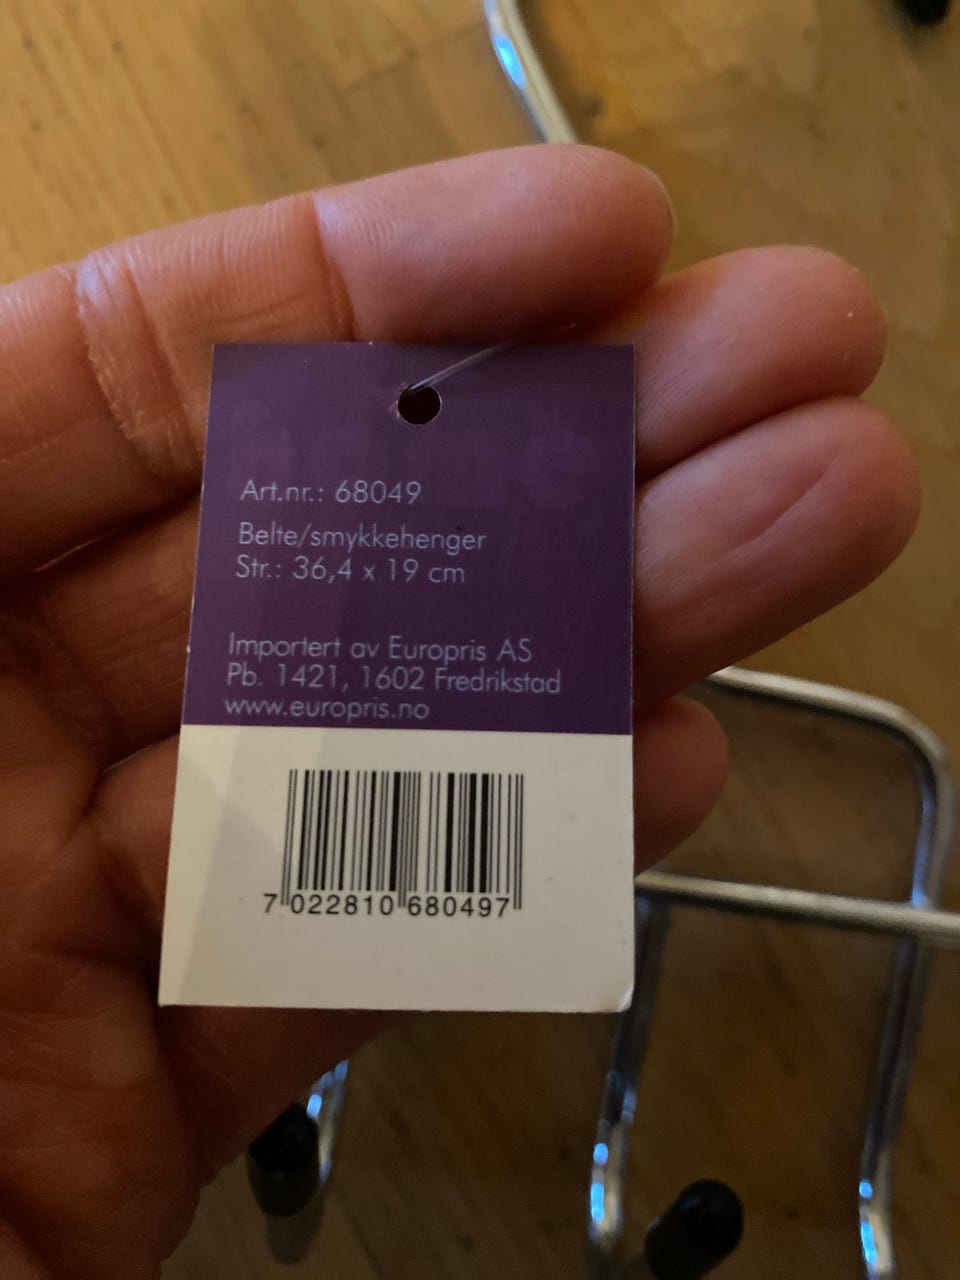 Art.nr.: 68049
Belte/smykkehenger
Str.: 36,4 x 19 cm
Importert av Europris AS
Pb. 1421, 1602 Fredrikstad
www.europris.no
7 022810 680497